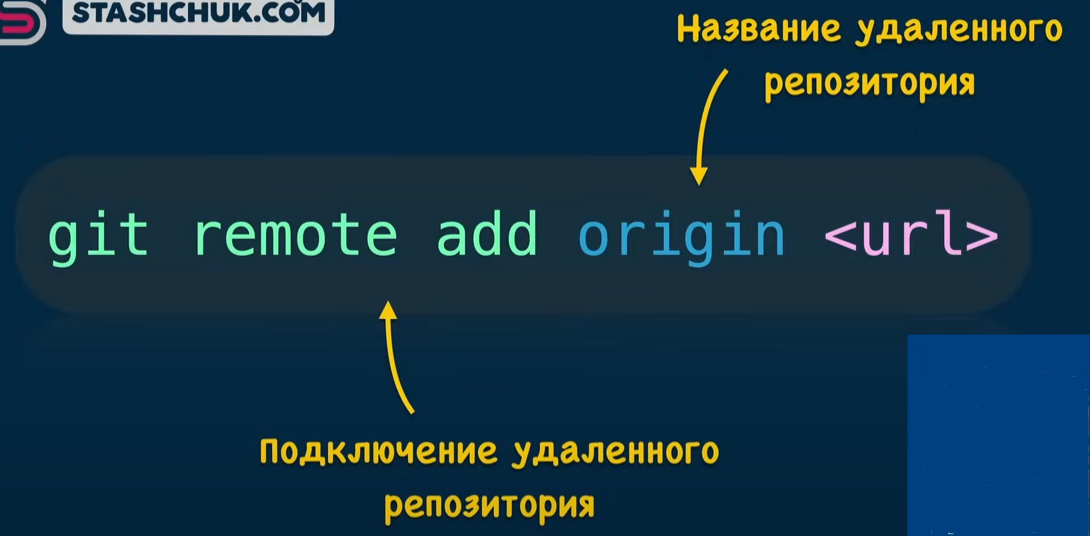 STASHCHUK.COM
Название удаленного
репозитория
git remote add origin <url>
Подключение удаленного
репозитория